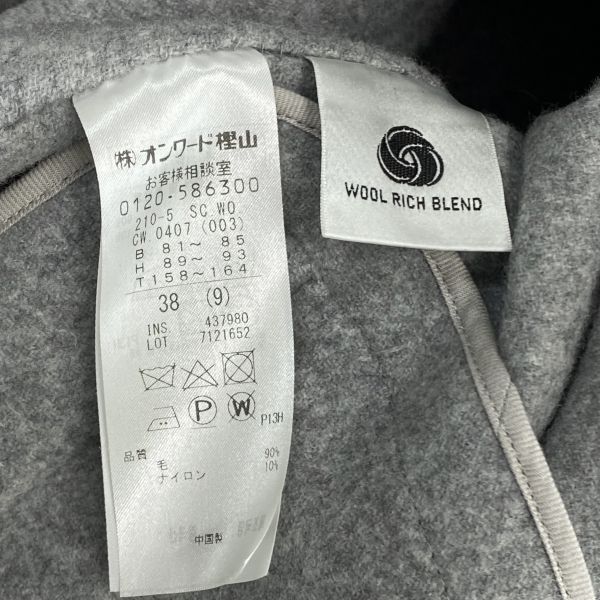 ㈱オンワード樫山
お客様相談室
0120-586300
210-5 SC WO
CW 0407 (003)
B 81～ 85
H 89～ 93
T158～164
38 (9)
INS. 437980
LOT 7121652
P W P13H
品質
毛 90%
ナイロン 10%
中国製
WOOL RICH BLEND